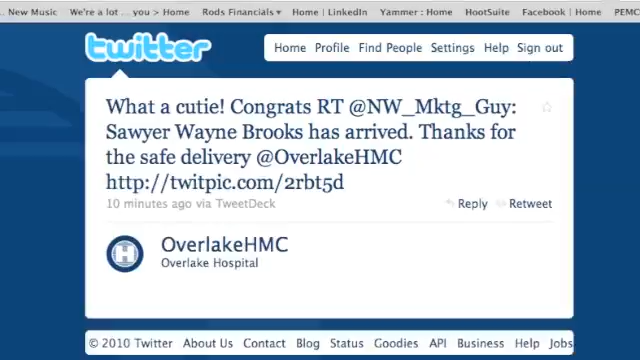 New Music We're a lot ... you > Home Rods Financials ▾ Home | LinkedIn Yammer : Home HootSuite Facebook | Home PEMC
twitter
Home Profile Find People Settings Help Sign out
What a cutie! Congrats RT @NW_Mktg_Guy:
Sawyer Wayne Brooks has arrived. Thanks for
the safe delivery @OverlakeHMC
http://twitpic.com/2rbt5d
10 minutes ago via TweetDeck Reply Retweet
H
OverlakeHMC
Overlake Hospital
© 2010 Twitter About Us Contact Blog Status Goodies API Business Help Jobs